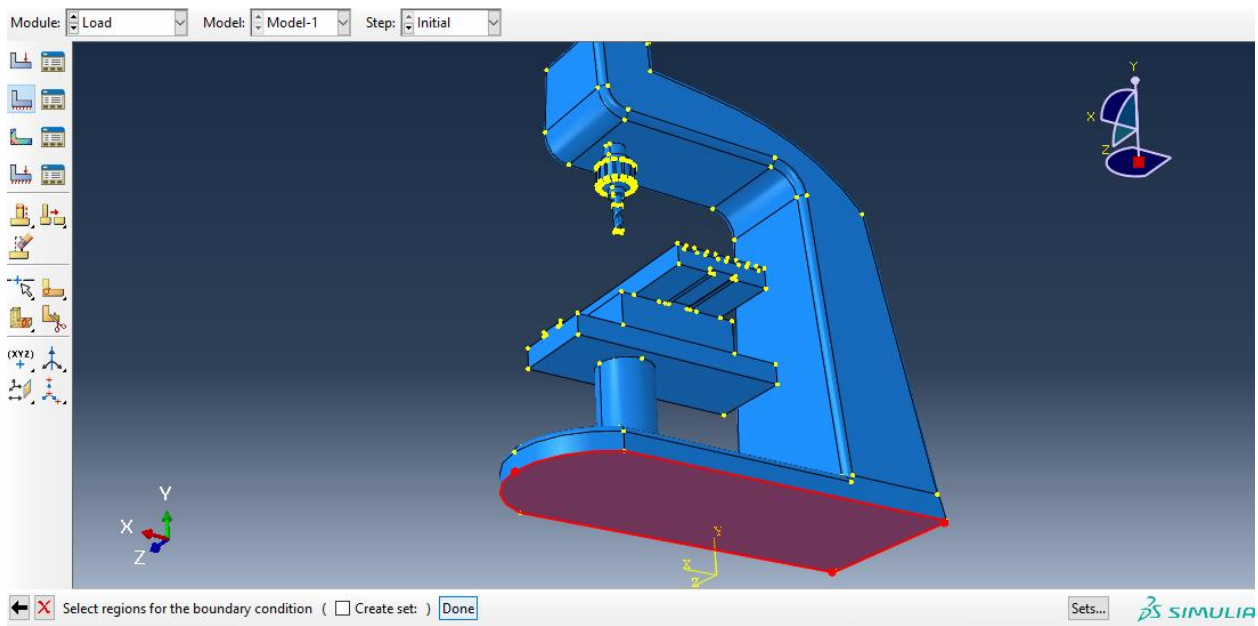 Module: Load Model: Model-1 Step: Initial
Y
X
Z
(XYZ)
Y
X
Z
Y
X
Z
Select regions for the boundary condition ( Create set: ) Done Sets... SIMULIA